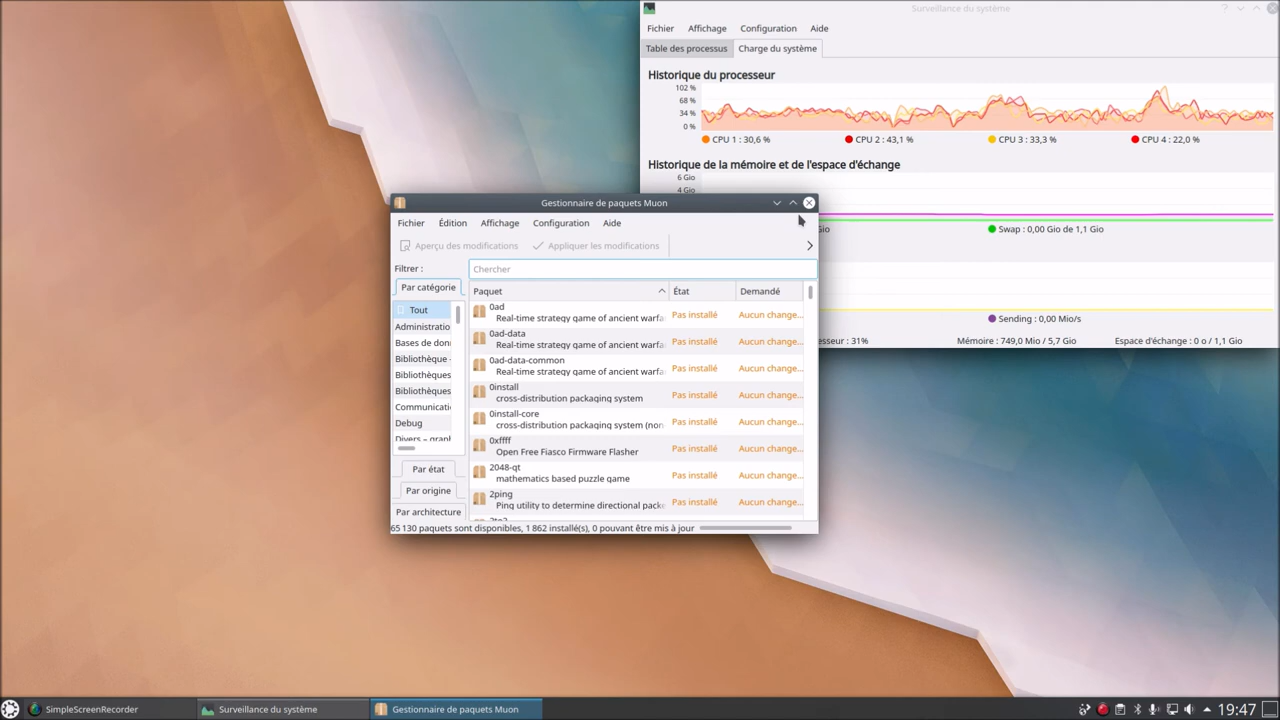 Surveillance du système
Fichier Affichage Configuration Aide
Table des processus Charge du système
Historique du processeur
102 %
68 %
34 %
0 %
CPU 1 : 30,6 % CPU 2 : 43,1 % CPU 3 : 33,3 % CPU 4 : 22,0 %
Historique de la mémoire et de l'espace d'échange
6 Gio
4 Gio
Gio Swap : 0,00 Gio de 1,1 Gio
Sending : 0,00 Mio/s
esseur : 31% Mémoire : 749,0 Mio / 5,7 Gio Espace d'échange : 0 o / 1,1 Gio
Gestionnaire de paquets Muon
Fichier Édition Affichage Configuration Aide
Aperçu des modifications Appliquer les modifications
Filtrer : Chercher
Par catégorie
Tout
Administratio
Bases de donn
Bibliothèque -
Bibliothèques
Bibliothèques
Communicati
Debug
Divers – graph
Par état
Par origine
Par architecture
Paquet État Demandé
0ad
Real-time strategy game of ancient warfa Pas installé Aucun change...
0ad-data
Real-time strategy game of ancient warfa Pas installé Aucun change...
0ad-data-common
Real-time strategy game of ancient warfa Pas installé Aucun change...
0install
cross-distribution packaging system Pas installé Aucun change...
0install-core
cross-distribution packaging system (non Pas installé Aucun change...
0xffff
Open Free Fiasco Firmware Flasher Pas installé Aucun change...
2048-qt
mathematics based puzzle game Pas installé Aucun change...
2ping
Ping utility to determine directional packe Pas installé Aucun change...
65 130 paquets sont disponibles, 1 862 installé(s), 0 pouvant être mis à jour
SimpleScreenRecorder Surveillance du système Gestionnaire de paquets Muon 19:47